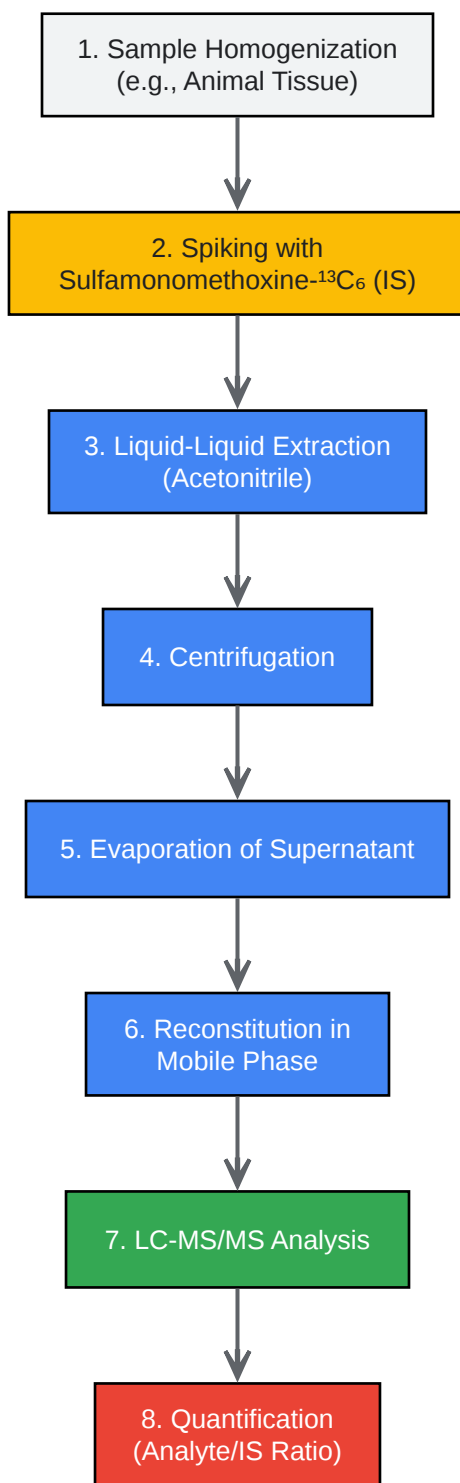 1. Sample Homogenization
(e.g., Animal Tissue)
2. Spiking with
Sulfamonomethoxine-¹³C₆ (IS)
3. Liquid-Liquid Extraction
(Acetonitrile)
4. Centrifugation
5. Evaporation of Supernatant
6. Reconstitution in
Mobile Phase
7. LC-MS/MS Analysis
8. Quantification
(Analyte/IS Ratio)